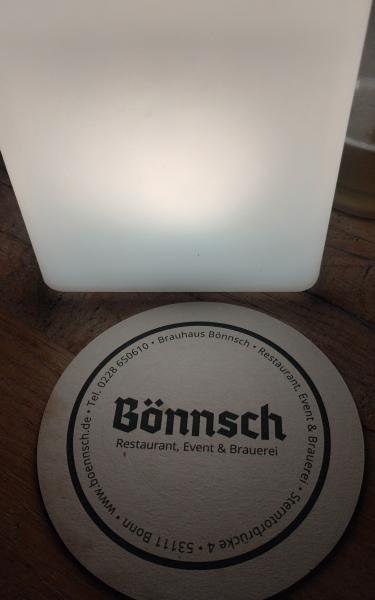 Bönnsch
Restaurant, Event & Brauerei
Brauhaus Bönnsch • Restaurant, Event & Brauerei • Sterntorbrücke 4 • 53111 Bonn • www.boennsch.de • Tel. 0228 650610 •